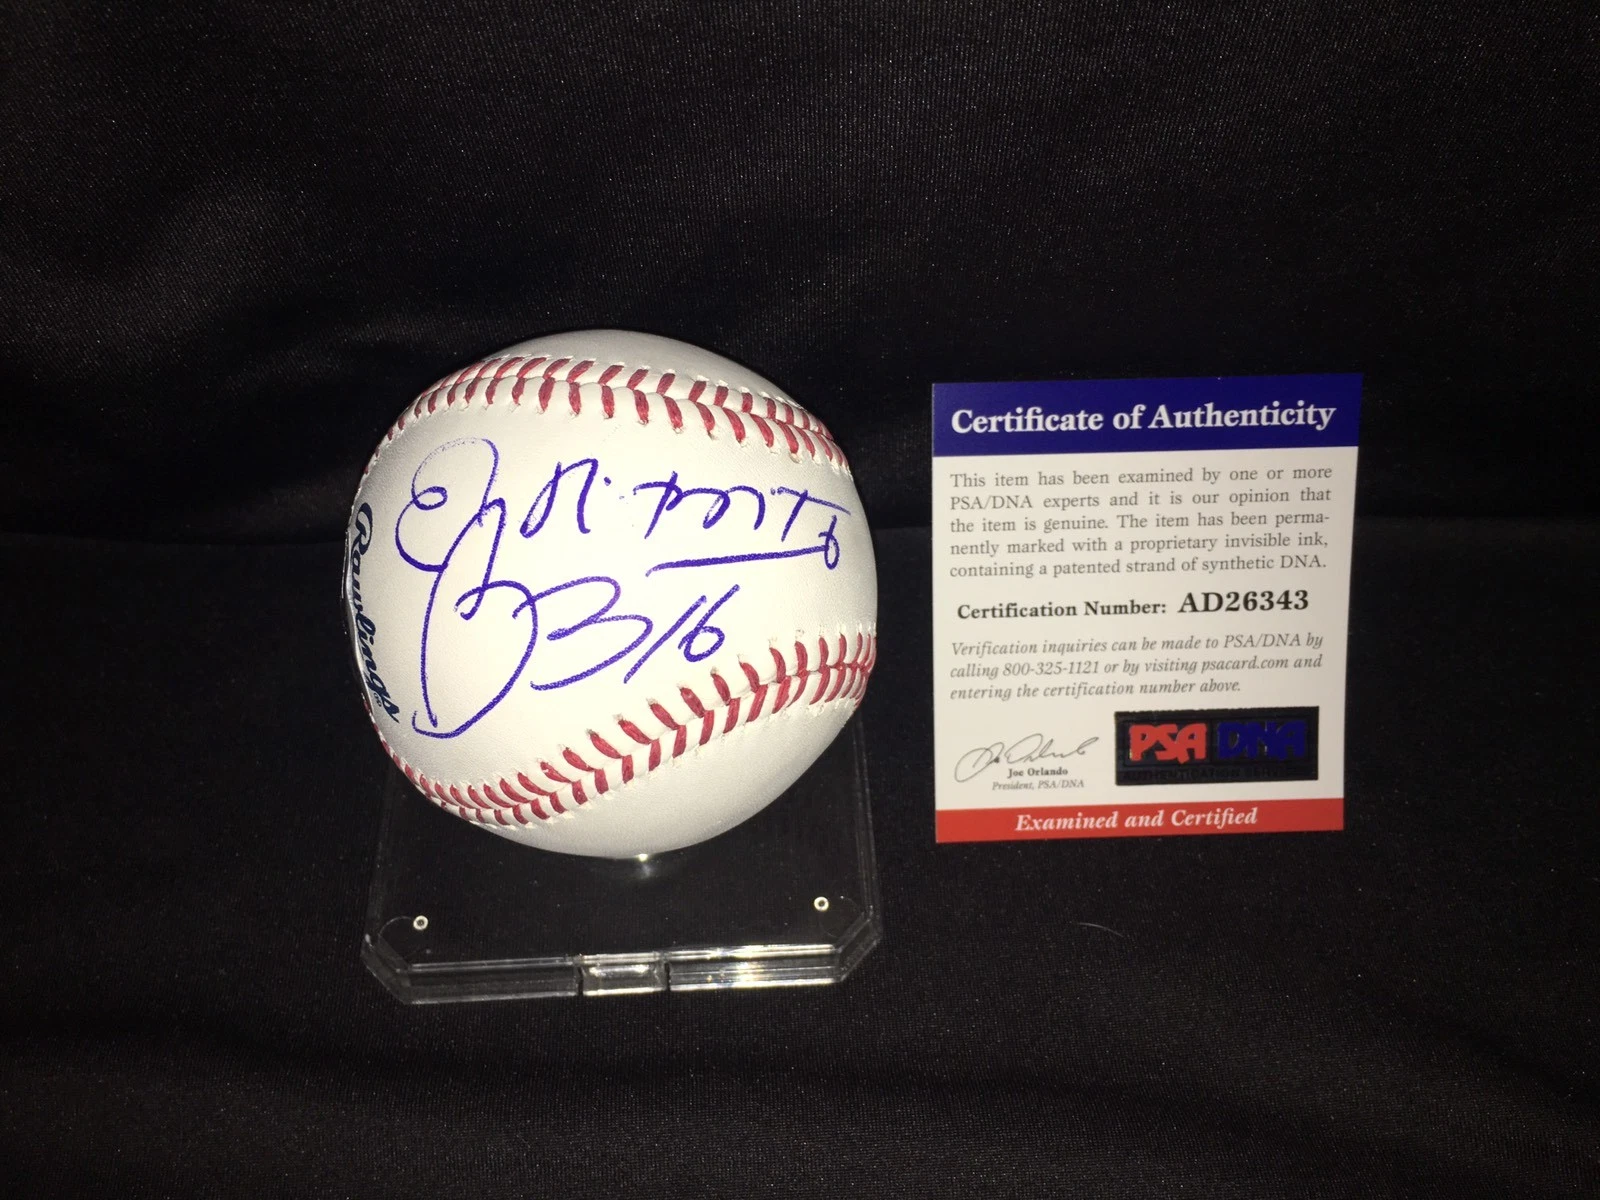 Rawlings
3/16
Certificate of Authenticity
This item has been examined by one or more
PSA/DNA experts and it is our opinion that
the item is genuine. The item has been perma-
nently marked with a proprietary invisible ink,
containing a patented strand of synthetic DNA.
Certification Number: AD26343
Verification inquiries can be made to PSA/DNA by
calling 800-325-1121 or by visiting psacard.com and
entering the certification number above.
Joe Orlando
President, PSA/DNA
PSA DNA
AUTHENTICATION SERVICES
Examined and Certified